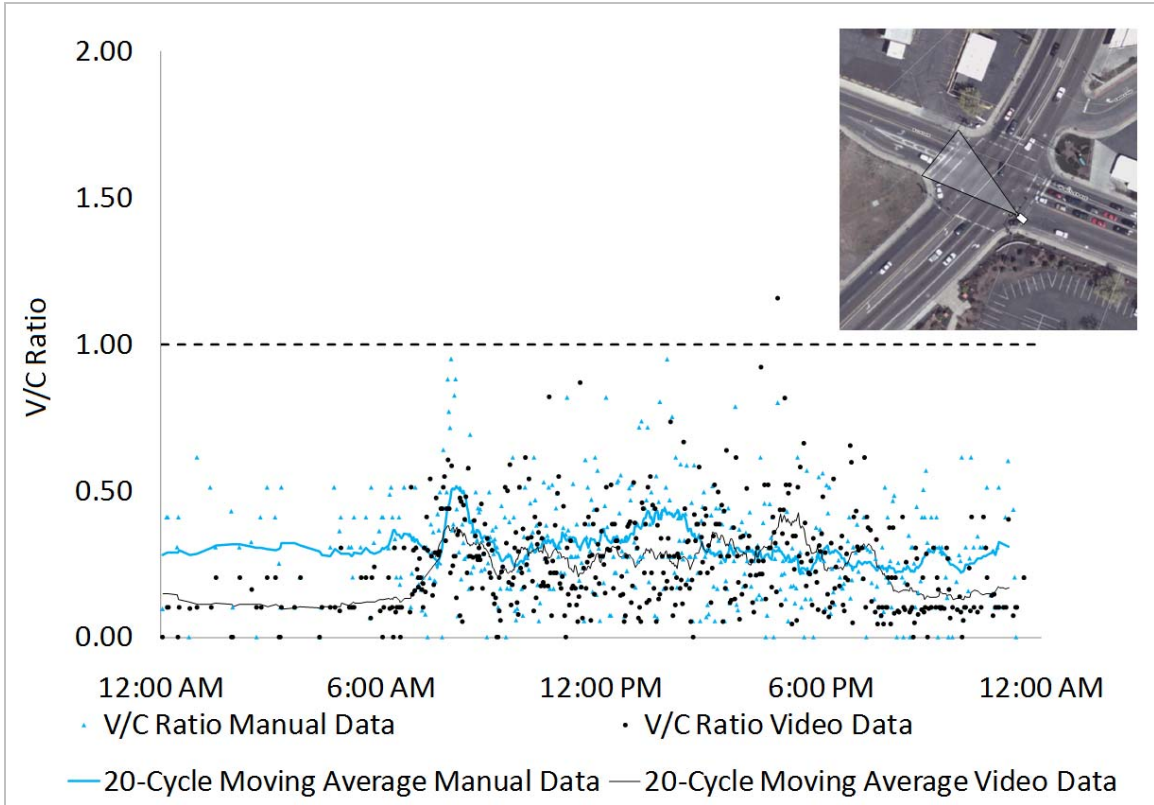 2.00
1.50
1.00
0.50
0.00
V/C Ratio
12:00 AM
6:00 AM
12:00 PM
6:00 PM
12:00 AM
V/C Ratio Manual Data
V/C Ratio Video Data
20-Cycle Moving Average Manual Data
20-Cycle Moving Average Video Data